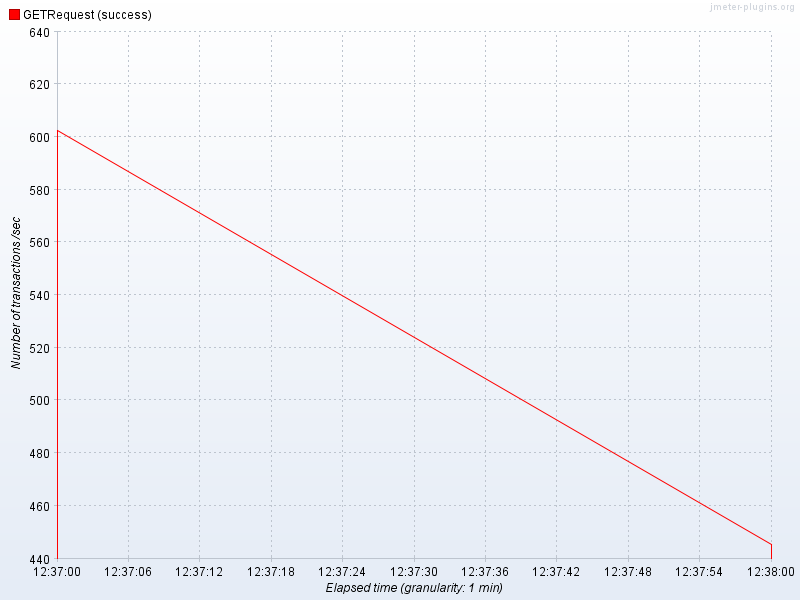 jmeter-plugins.org
GETRequest (success)
640
620
600
580
560
540
520
500
480
460
440
Number of transactions /sec
12:37:00 12:37:06 12:37:12 12:37:18 12:37:24 12:37:30 12:37:36 12:37:42 12:37:48 12:37:54 12:38:00
Elapsed time (granularity: 1 min)